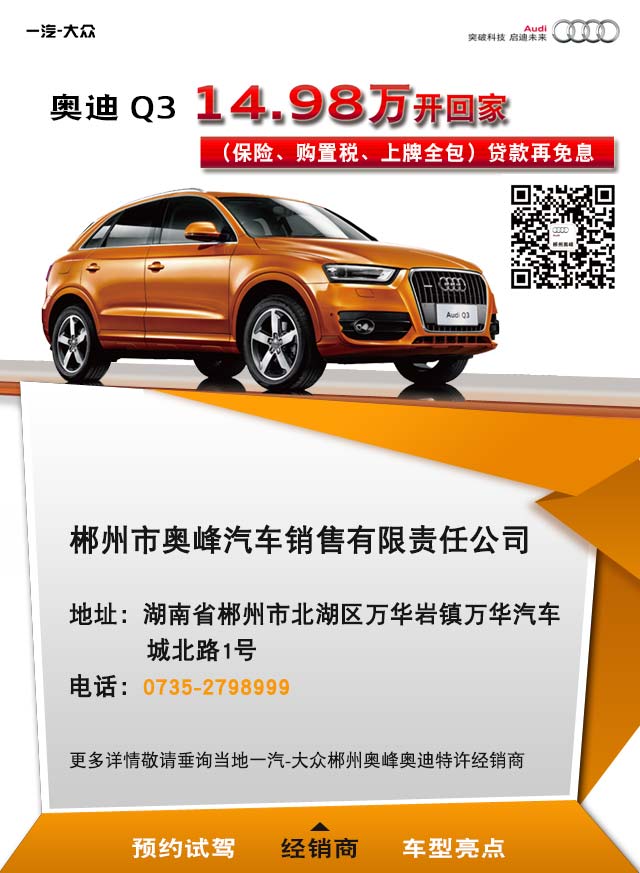 一汽-大众
Audi
突破科技 启迪未来
奥迪 Q3 14.98万开回家
(保险、购置税、上牌全包)贷款再免息
Audi
郴州奥峰
Audi Q3
郴州市奥峰汽车销售有限责任公司
地址：湖南省郴州市北湖区万华岩镇万华汽车
城北路1号
电话：0735-2798999
更多详情敬请垂询当地一汽-大众郴州奥峰奥迪特许经销商
预约试驾 经销商 车型亮点